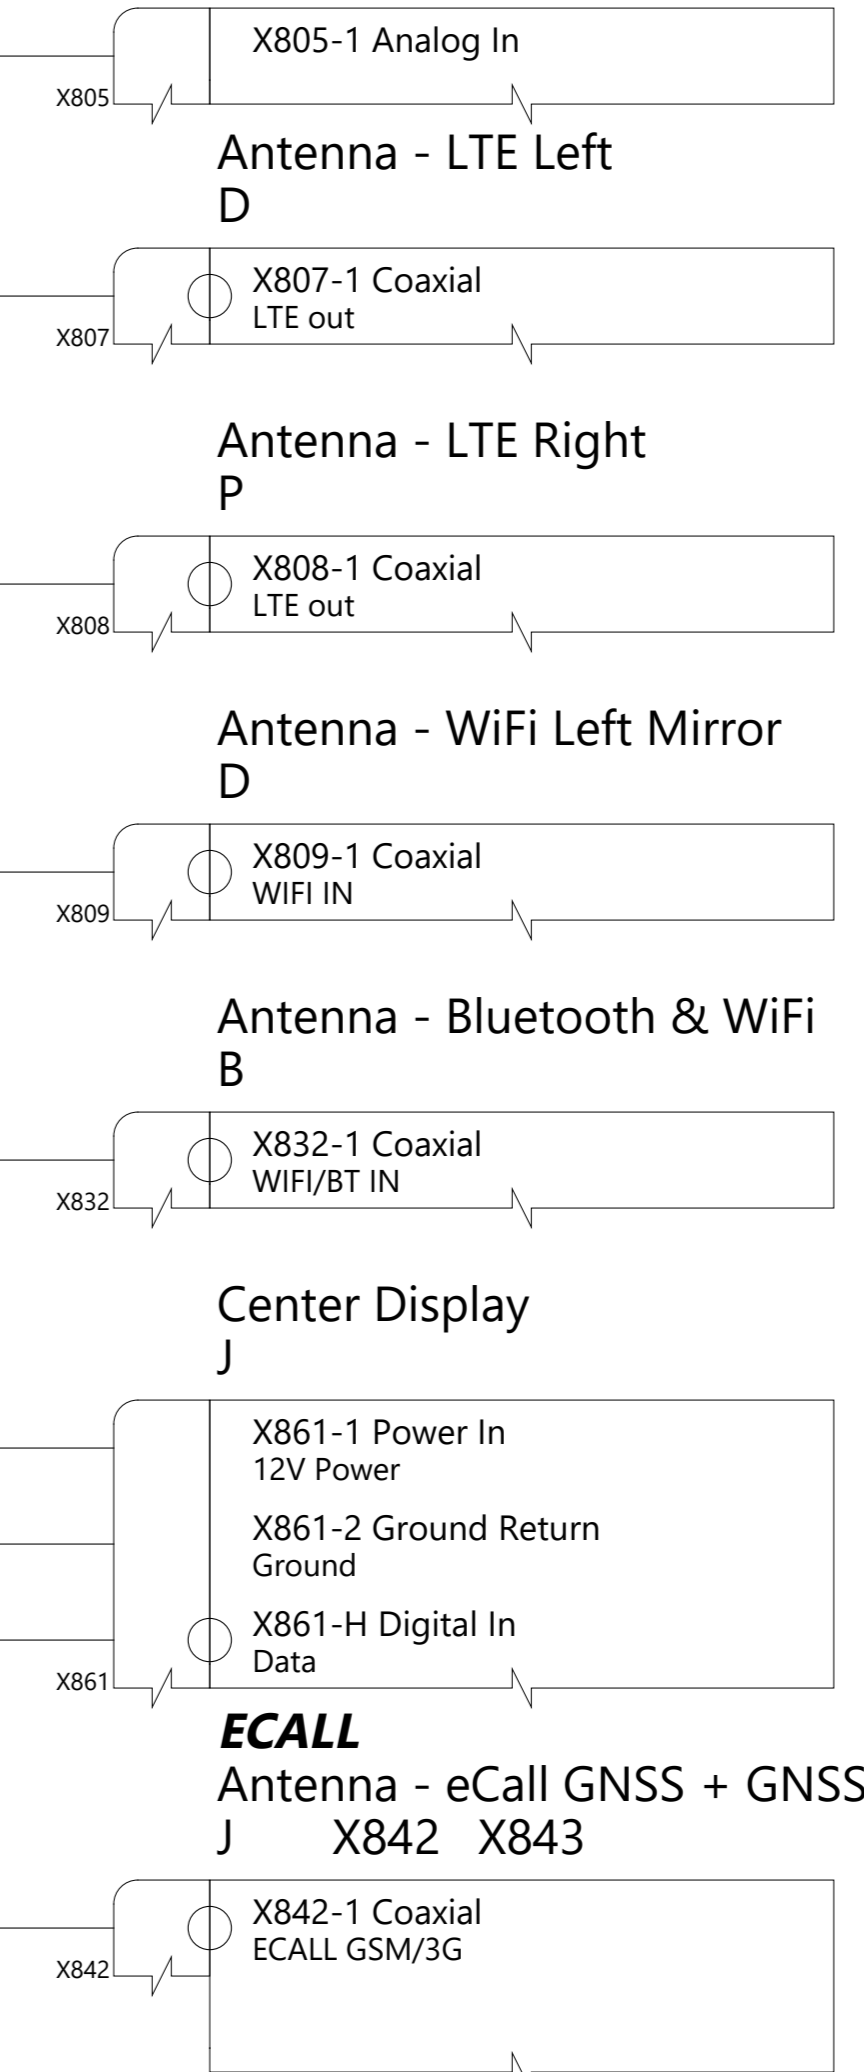 X805-1 Analog In
X805
Antenna - LTE Left
D
X807-1 Coaxial
LTE out
X807
Antenna - LTE Right
P
X808-1 Coaxial
LTE out
X808
Antenna - WiFi Left Mirror
D
X809-1 Coaxial
WIFI IN
X809
Antenna - Bluetooth & WiFi
B
X832-1 Coaxial
WIFI/BT IN
X832
Center Display
J
X861-1 Power In
12V Power
X861-2 Ground Return
Ground
X861-H Digital In
Data
X861
ECALL
Antenna - eCall GNSS + GNSS
J X842 X843
X842-1 Coaxial
ECALL GSM/3G
X842